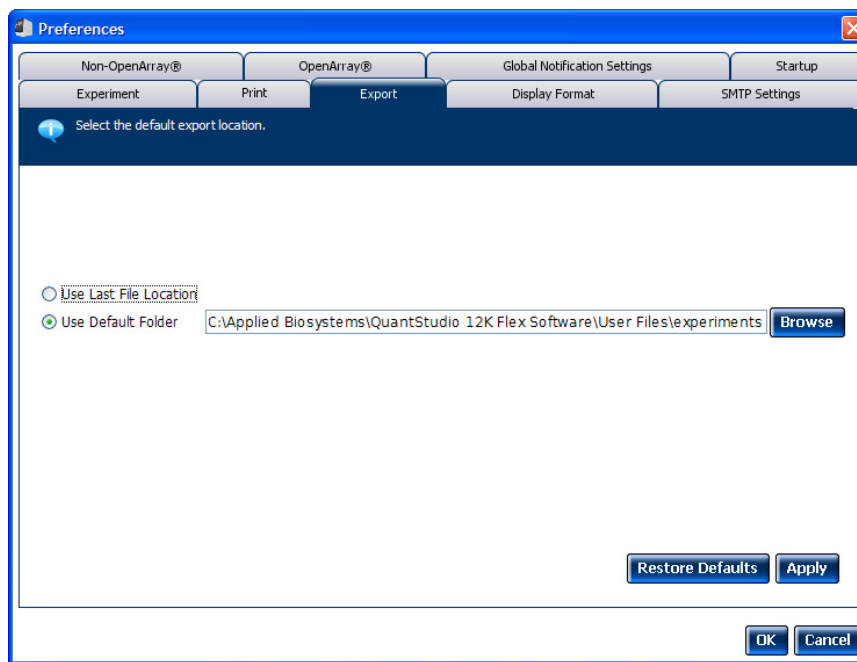 Preferences
Non-OpenArray® OpenArray® Global Notification Settings Startup
Experiment Print Export Display Format SMTP Settings
Select the default export location.
Use Last File Location
Use Default Folder C:\Applied Biosystems\QuantStudio 12K Flex Software\User Files\experiments Browse
Restore Defaults Apply
OK Cancel